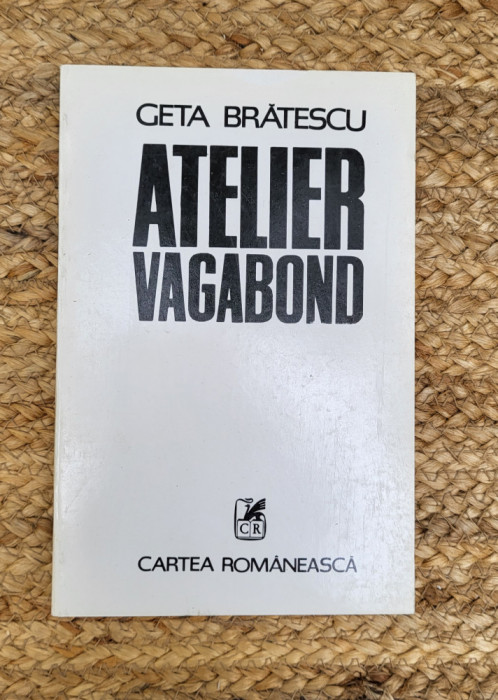 GETA BRĂTESCU
ATELIER
VAGABOND
CR
CARTEA ROMÂNEASCĂ